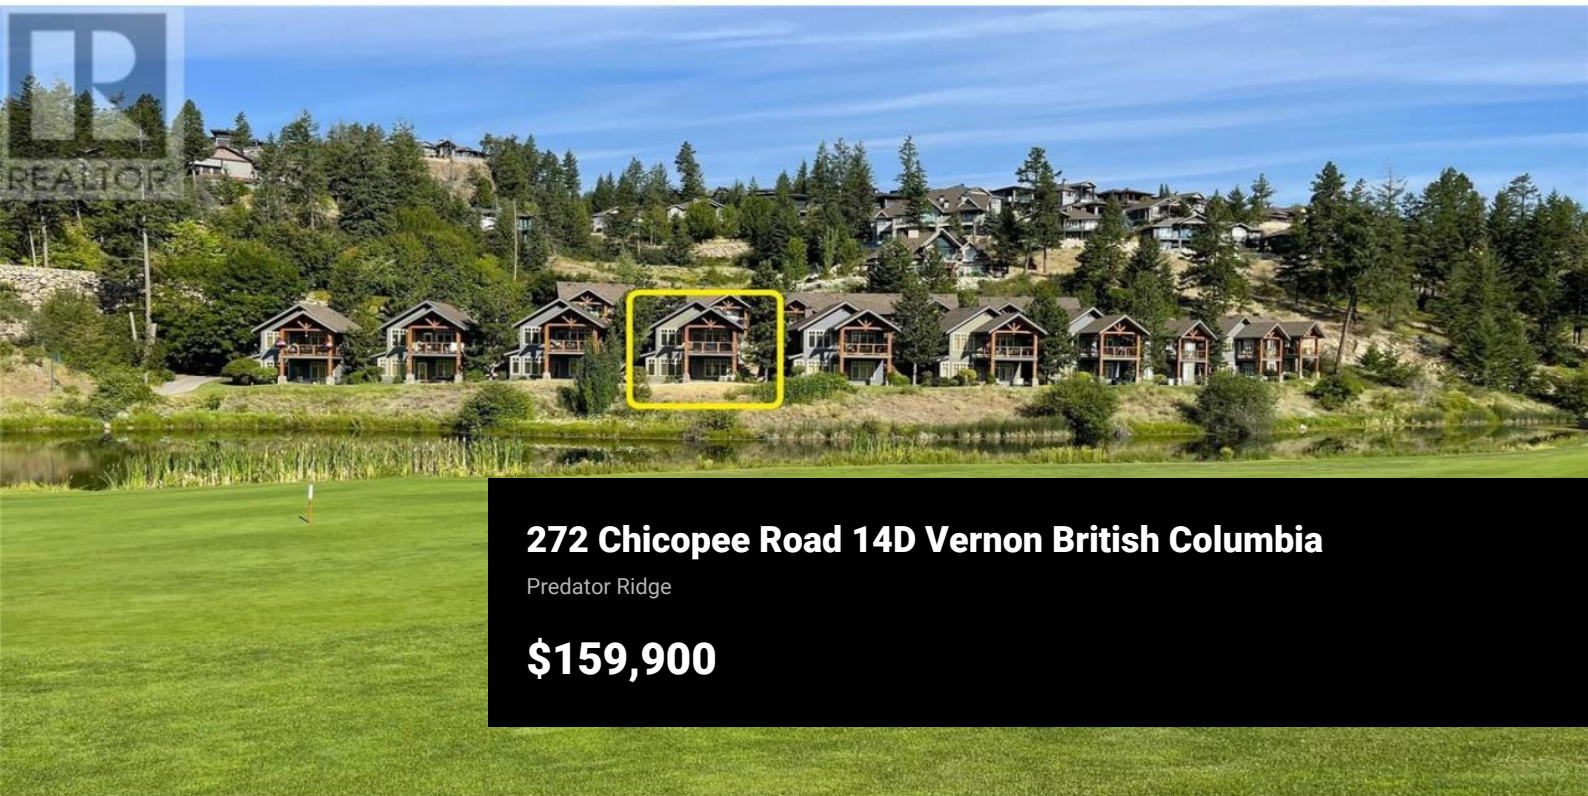 REALTOR
272 Chicopee Road 14D Vernon British Columbia
Predator Ridge
$159,900